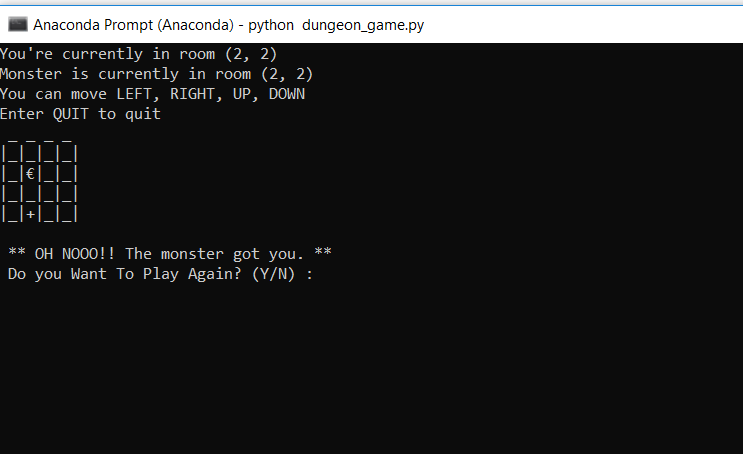 Anaconda Prompt (Anaconda) - python  dungeon_game.py
You're currently in room (2, 2)
Monster is currently in room (2, 2)
You can move LEFT, RIGHT, UP, DOWN
Enter QUIT to quit
 _ _ _ _
|_|_|_|_|
|_|€|_|_|
|_|_|_|_|
|_|+|_|_|
 ** OH NOOO!! The monster got you. **
 Do you Want To Play Again? (Y/N) :